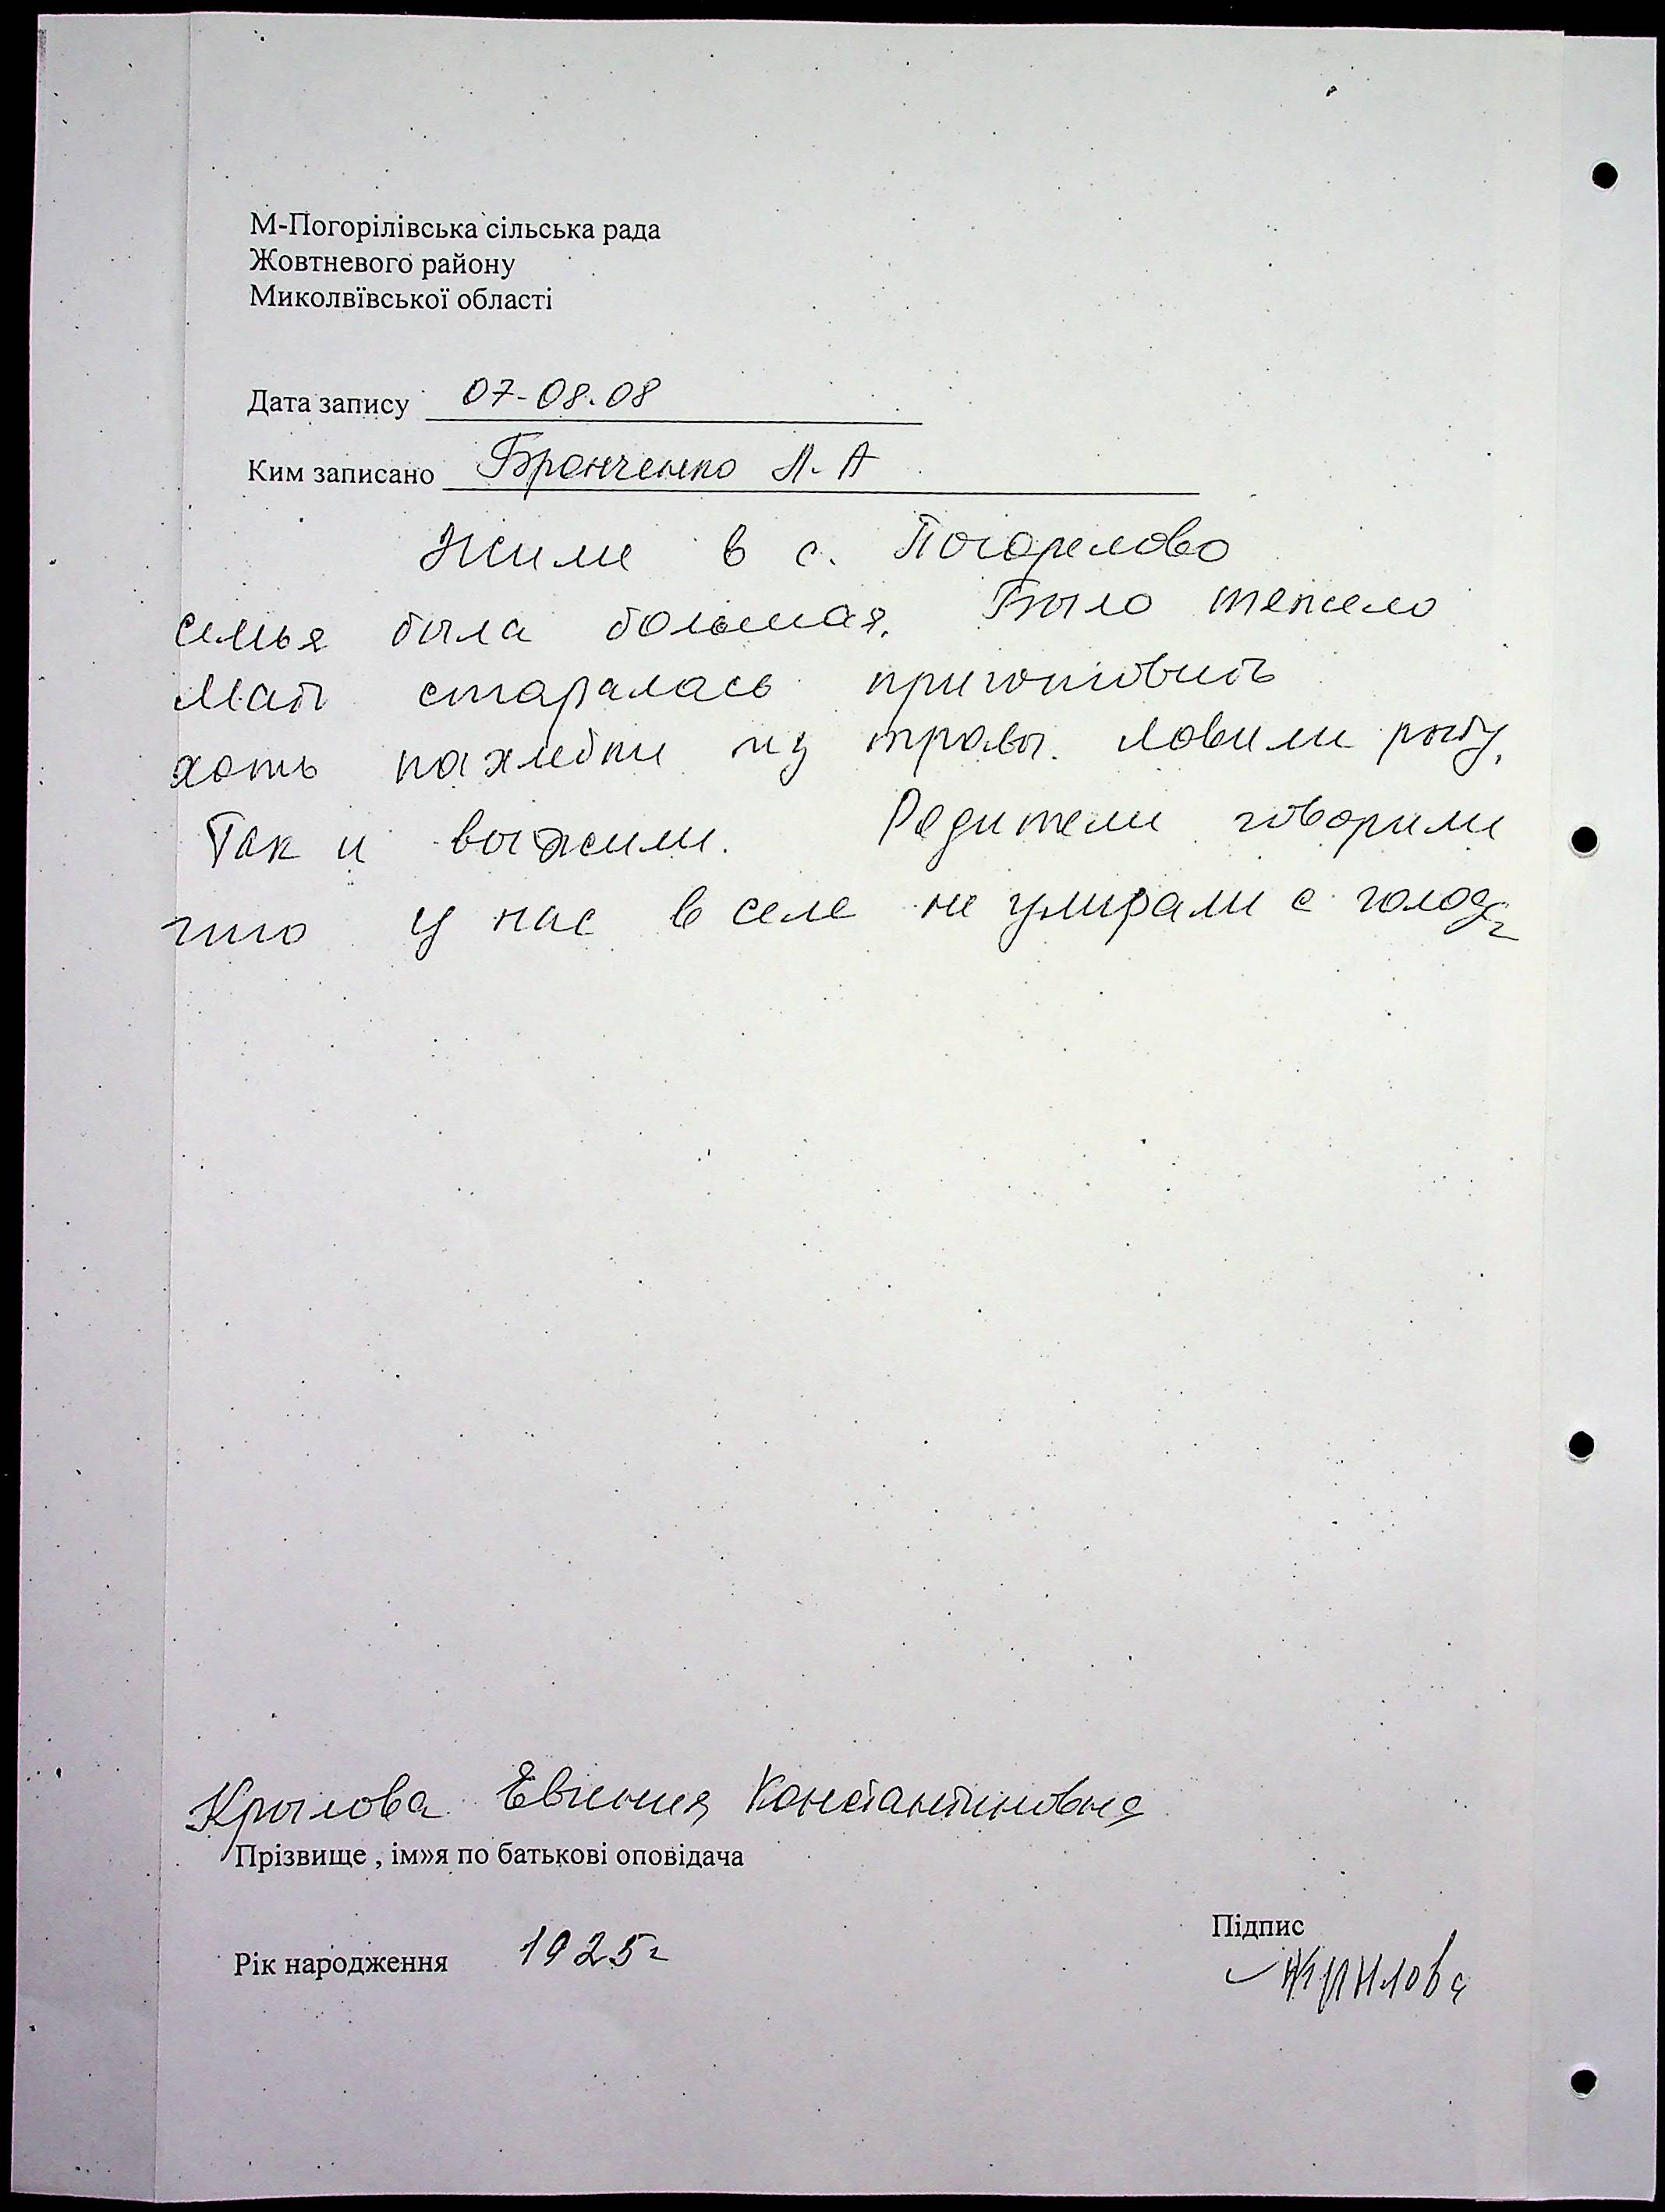 М-Погорілівська сільська рада
Жовтневого району
Миколвївської області
Дата запису 07-08.08
Ким записано Бронченко Л. А
Жили в с. Погорелово
семья была большая. Было тяжело
Мать старалась приготовить
хоть похлебки из травы. Ловили рыбу.
Так и выжили. Родители говорили
что у нас в селе не умирали с голоду
Крылова Евгения Константиновна
Прізвище , ім»я по батькові оповідача
Підпис
Рік народження 1925г
Крилова